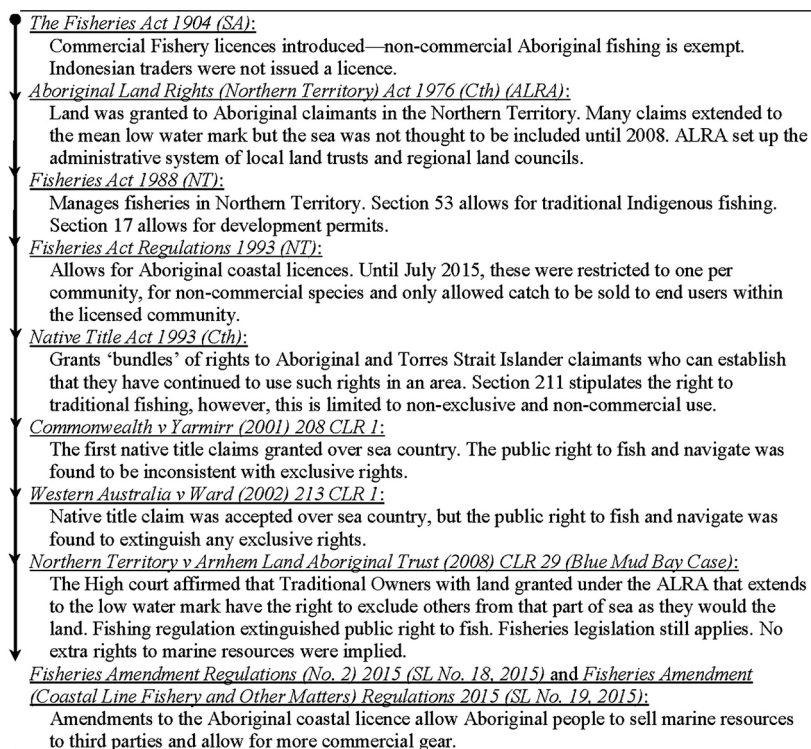 The Fisheries Act 1904 (SA):
Commercial Fishery licences introduced—non-commercial Aboriginal fishing is exempt.
Indonesian traders were not issued a licence.
Aboriginal Land Rights (Northern Territory) Act 1976 (Cth) (ALRA):
Land was granted to Aboriginal claimants in the Northern Territory. Many claims extended to
the mean low water mark but the sea was not thought to be included until 2008. ALRA set up the
administrative system of local land trusts and regional land councils.
Fisheries Act 1988 (NT):
Manages fisheries in Northern Territory. Section 53 allows for traditional Indigenous fishing.
Section 17 allows for development permits.
Fisheries Act Regulations 1993 (NT):
Allows for Aboriginal coastal licences. Until July 2015, these were restricted to one per
community, for non-commercial species and only allowed catch to be sold to end users within
the licensed community.
Native Title Act 1993 (Cth):
Grants ‘bundles’ of rights to Aboriginal and Torres Strait Islander claimants who can establish
that they have continued to use such rights in an area. Section 211 stipulates the right to
traditional fishing, however, this is limited to non-exclusive and non-commercial use.
Commonwealth v Yarmirr (2001) 208 CLR 1:
The first native title claims granted over sea country. The public right to fish and navigate was
found to be inconsistent with exclusive rights.
Western Australia v Ward (2002) 213 CLR 1:
Native title claim was accepted over sea country, but the public right to fish and navigate was
found to extinguish any exclusive rights.
Northern Territory v Arnhem Land Aboriginal Trust (2008) CLR 29 (Blue Mud Bay Case):
The High court affirmed that Traditional Owners with land granted under the ALRA that extends
to the low water mark have the right to exclude others from that part of sea as they would the
land. Fishing regulation extinguished public right to fish. Fisheries legislation still applies. No
extra rights to marine resources were implied.
Fisheries Amendment Regulations (No. 2) 2015 (SL No. 18, 2015) and Fisheries Amendment
(Coastal Line Fishery and Other Matters) Regulations 2015 (SL No. 19, 2015):
Amendments to the Aboriginal coastal licence allow Aboriginal people to sell marine resources
to third parties and allow for more commercial gear.